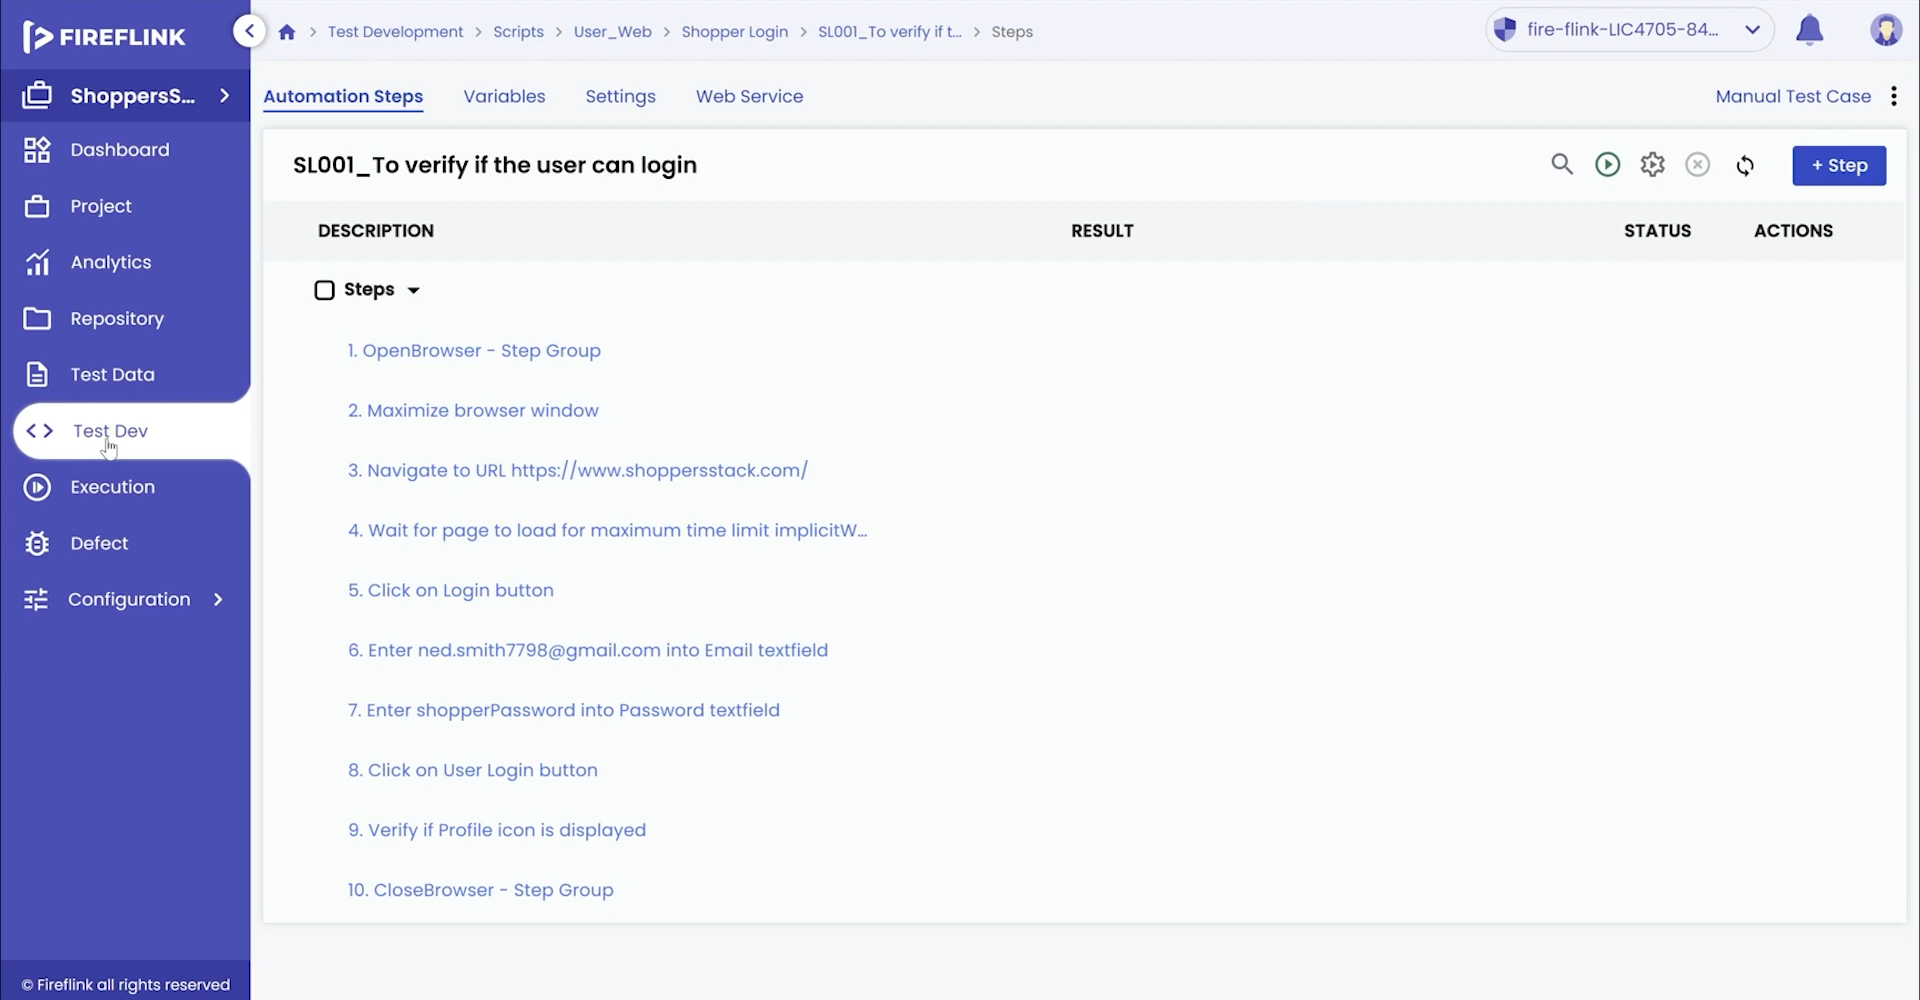 FIREFLINK
Test Development > Scripts > User_Web > Shopper Login > SL001_To verify if t... > Steps
fire-flink-LIC4705-84...
ShoppersS...
Dashboard
Project
Analytics
Repository
Test Data
Test Dev
Execution
Defect
Configuration
© Fireflink all rights reserved
Automation Steps Variables Settings Web Service
Manual Test Case
SL001_To verify if the user can login
+ Step
DESCRIPTION RESULT STATUS ACTIONS
Steps
1. OpenBrowser - Step Group
2. Maximize browser window
3. Navigate to URL https://www.shoppersstack.com/
4. Wait for page to load for maximum time limit implicitW...
5. Click on Login button
6. Enter ned.smith7798@gmail.com into Email textfield
7. Enter shopperPassword into Password textfield
8. Click on User Login button
9. Verify if Profile icon is displayed
10. CloseBrowser - Step Group